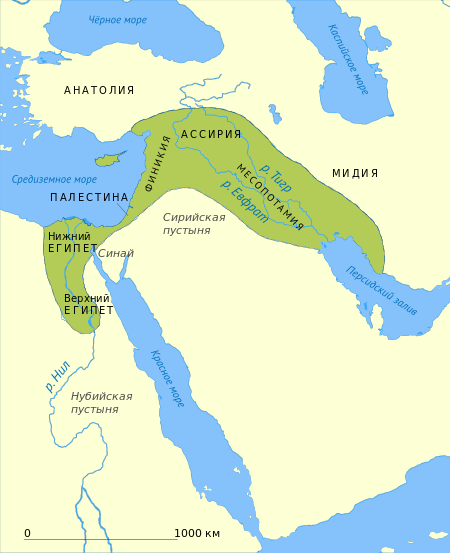 Чёрное море
Каспийское море
АНАТОЛИЯ
АССИРИЯ
ФИНИКИЯ
р. Тигр
МИДИЯ
МЕСОПОТАМИЯ
Средиземное море
р. Евфрат
ПАЛЕСТИНА
Сирийская
пустыня
Нижний
ЕГИПЕТ
Синай
Персидский залив
Верхний
ЕГИПЕТ
р. Нил
Красное море
Нубийская
пустыня
0
1000 км